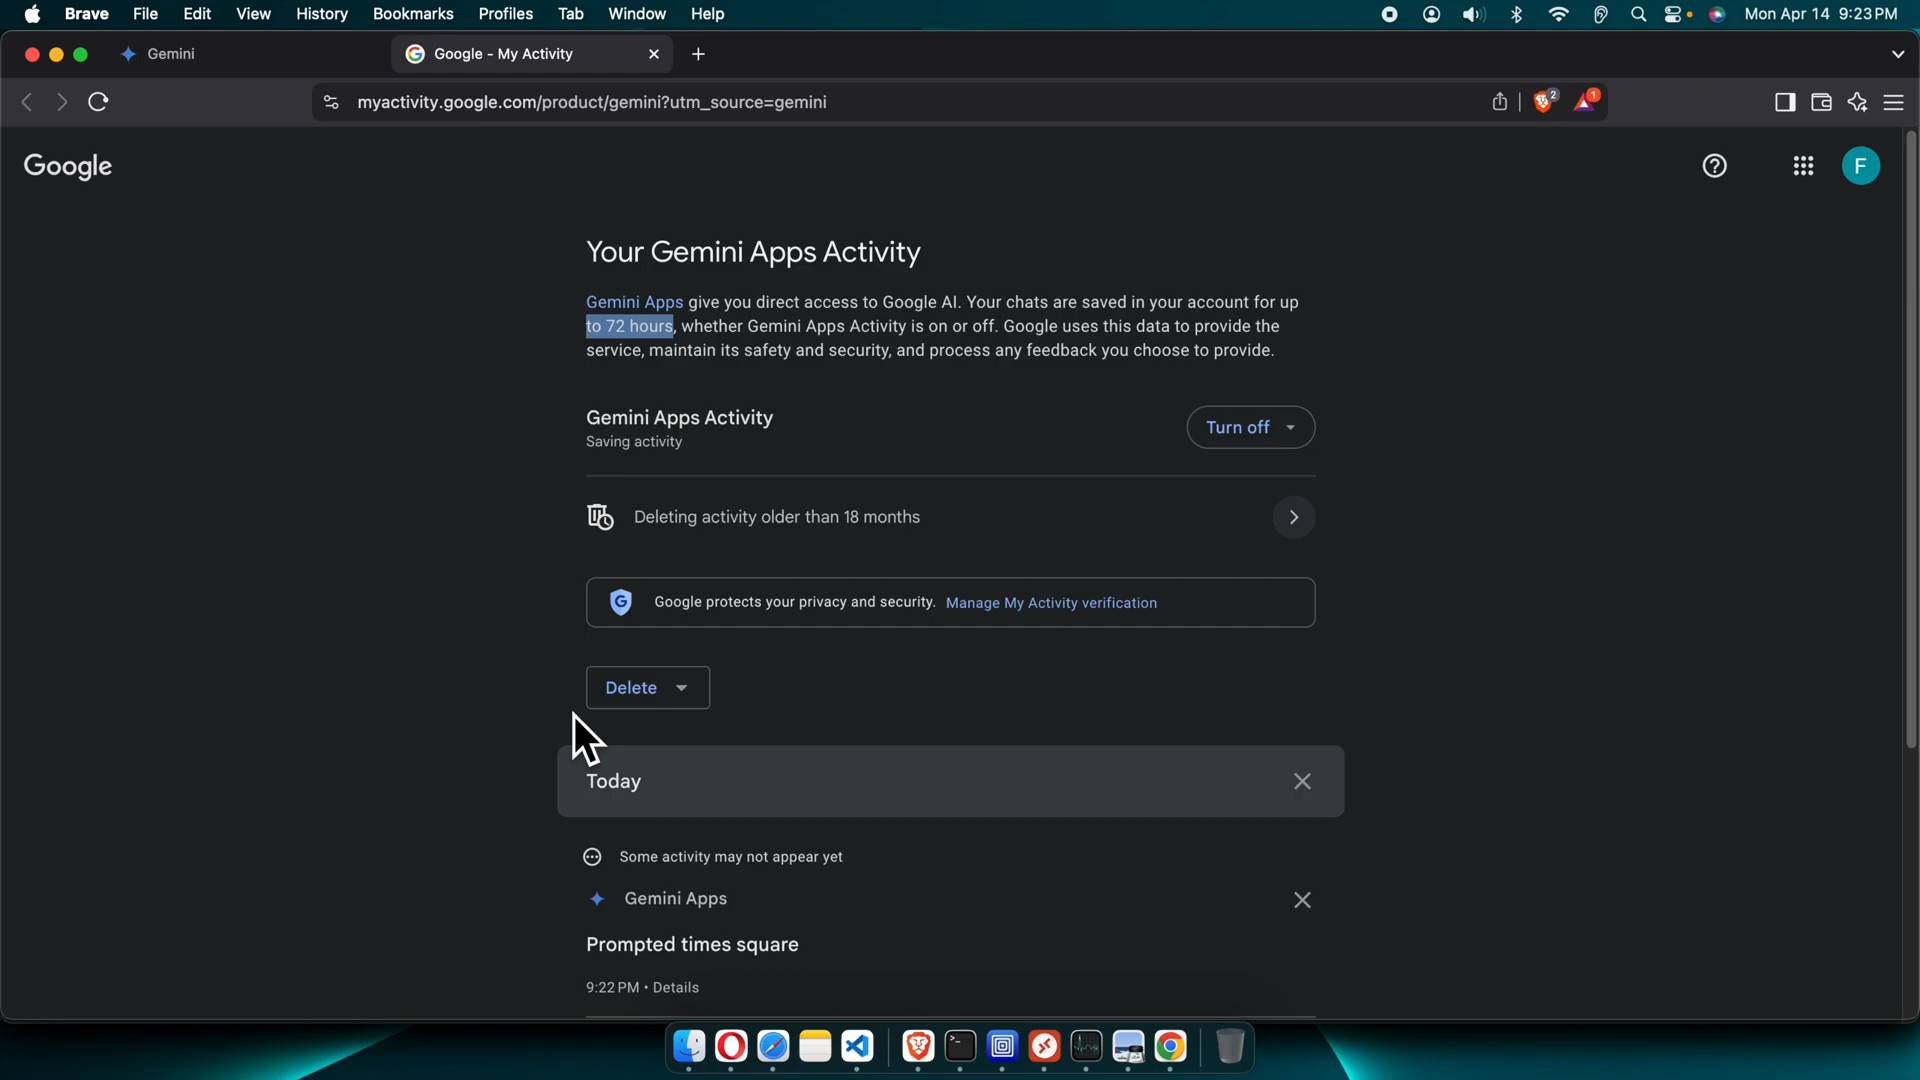 Brave File Edit View History Bookmarks Profiles Tab Window Help Mon Apr 14 9:23 PM
Gemini Google - My Activity
myactivity.google.com/product/gemini?utm_source=gemini 2 1
Google F
Your Gemini Apps Activity
Gemini Apps give you direct access to Google AI. Your chats are saved in your account for up
to 72 hours, whether Gemini Apps Activity is on or off. Google uses this data to provide the
service, maintain its safety and security, and process any feedback you choose to provide.
Gemini Apps Activity
Saving activity
Turn off
Deleting activity older than 18 months
G Google protects your privacy and security. Manage My Activity verification
Delete
Today
Some activity may not appear yet
Gemini Apps
Prompted times square
9:22 PM • Details